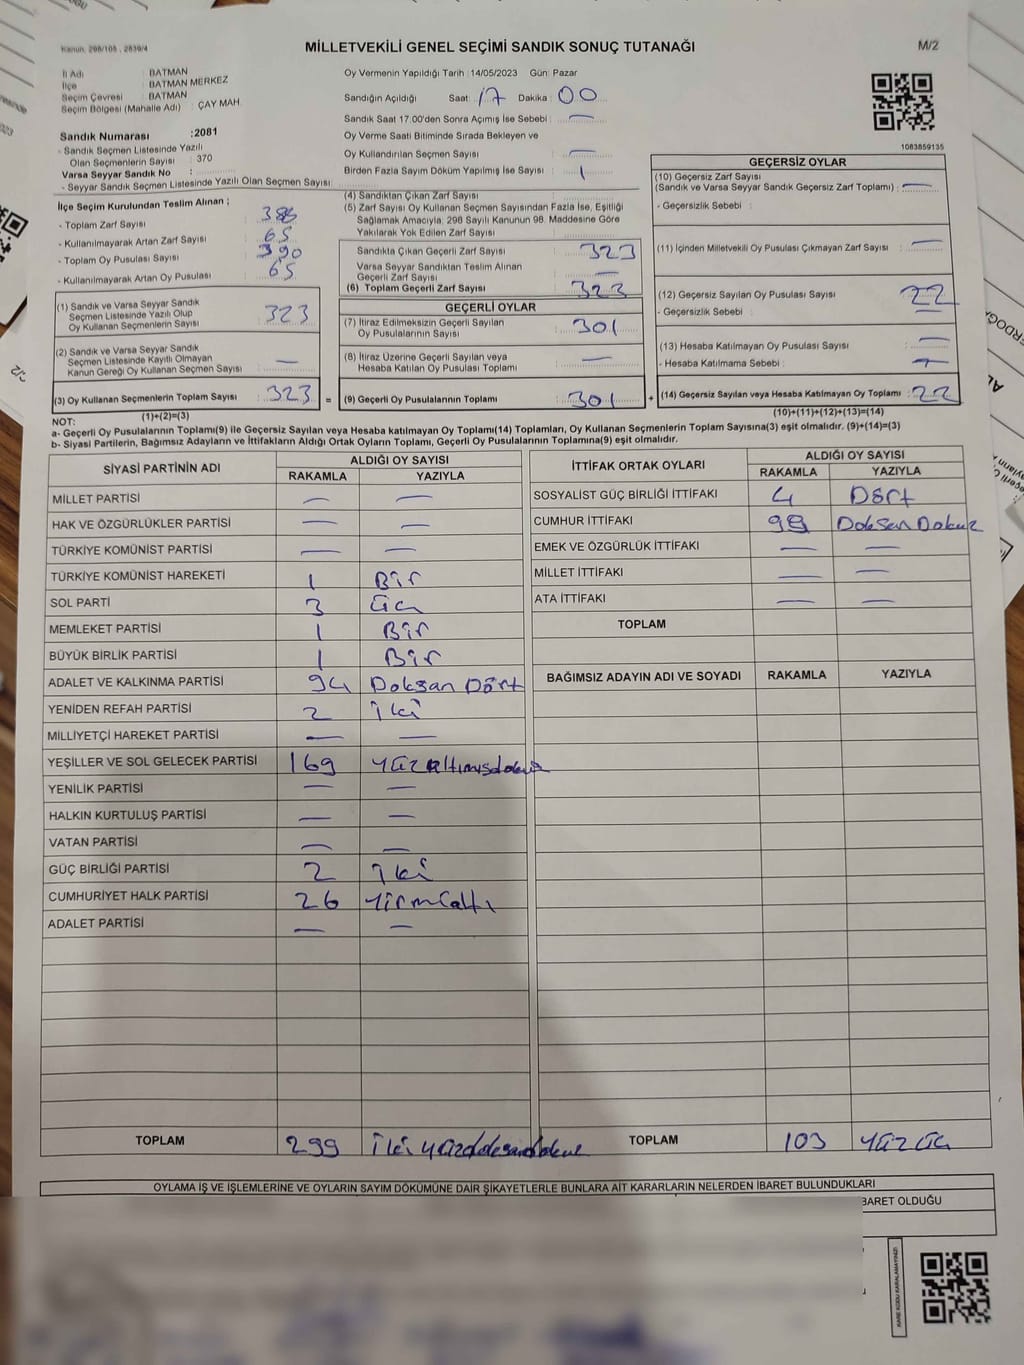 Kanun, 298/105 , 2839/4
MİLLETVEKİLİ GENEL SEÇİMİ SANDIK SONUÇ TUTANAĞI
M/2
İl Adı : BATMAN
İlçe : BATMAN MERKEZ
Seçim Çevresi : BATMAN
Seçim Bölgesi (Mahalle Adı) : ÇAY MAH.
Sandık Numarası :2081
- Sandık Seçmen Listesinde Yazılı
Olan Seçmenlerin Sayısı : 370
Varsa Seyyar Sandık No :
- Seyyar Sandık Seçmen Listesinde Yazılı Olan Seçmen Sayısı:
Oy Vermenin Yapıldığı Tarih :14/05/2023 Gün: Pazar
Sandığın Açıldığı Saat: 17 Dakika : 00
Sandık Saat 17.00'den Sonra Açımış İse Sebebi : —
Oy Verme Saati Bitiminde Sırada Bekleyen ve
Oy Kullandırılan Seçmen Sayısı : —
Birden Fazla Sayım Döküm Yapılmış İse Sayısı : 1
1083859135
İlçe Seçim Kurulundan Teslim Alınan ;
- Toplam Zarf Sayısı :
- Kullanılmayarak Artan Zarf Sayısı : 65
- Toplam Oy Pusulası Sayısı : 390
- Kullanılmayarak Artan Oy Pusulası : 65
(1) Sandık ve Varsa Seyyar Sandık
Seçmen Listesinde Yazılı Olup
Oy Kullanan Seçmenlerin Sayısı : 323
(2) Sandık ve Varsa Seyyar Sandık
Seçmen Listesinde Kayıtlı Olmayan
Kanun Gereği Oy Kullanan Seçmen Sayısı : —
(3) Oy Kullanan Seçmenlerin Toplam Sayısı : 323 =
(1)+(2)=(3)
(4) Sandıktan Çıkan Zarf Sayısı :
(5) Zarf Sayısı Oy Kullanan Seçmen Sayısından Fazla İse, Eşitliği
Sağlamak Amacıyla, 298 Sayılı Kanunun 98. Maddesine Göre
Yakılarak Yok Edilen Zarf Sayısı :
Sandıkta Çıkan Geçerli Zarf Sayısı : 323
Varsa Seyyar Sandıktan Teslim Alınan
Geçerli Zarf Sayısı : —
(6) Toplam Geçerli Zarf Sayısı : 323
GEÇERLİ OYLAR
(7) İtiraz Edilmeksizin Geçerli Sayılan
Oy Pusulalarının Sayısı : 301
(8) İtiraz Üzerine Geçerli Sayılan veya
Hesaba Katılan Oy Pusulası Toplamı : —
(9) Geçerli Oy Pusulalarının Toplamı : 301 +
GEÇERSİZ OYLAR
(10) Geçersiz Zarf Sayısı
(Sandık ve Varsa Seyyar Sandık Geçersiz Zarf Toplamı) : —
- Geçersizlik Sebebi :
(11) İçinden Milletvekili Oy Pusulası Çıkmayan Zarf Sayısı : —
(12) Geçersiz Sayılan Oy Pusulası Sayısı : 22
- Geçersizlik Sebebi : —
(13) Hesaba Katılmayan Oy Pusulası Sayısı : —
- Hesaba Katılmama Sebebi : —
(14) Geçersiz Sayılan veya Hesaba Katılmayan Oy Toplamı : 22
(10)+(11)+(12)+(13)=(14)
NOT:
a- Geçerli Oy Pusulalarının Toplamı(9) ile Geçersiz Sayılan veya Hesaba katılmayan Oy Toplamı(14) Toplamları, Oy Kullanan Seçmenlerin Toplam Sayısına(3) eşit olmalıdır. (9)+(14)=(3)
b- Siyasi Partilerin, Bağımsız Adayların ve İttifakların Aldığı Ortak Oyların Toplamı, Geçerli Oy Pusulalarının Toplamına(9) eşit olmalıdır.
SİYASİ PARTİNİN ADI ALDIĞI OY SAYISI
RAKAMLA YAZIYLA
MİLLET PARTİSİ — —
HAK VE ÖZGÜRLÜKLER PARTİSİ — —
TÜRKİYE KOMÜNİST PARTİSİ — —
TÜRKİYE KOMÜNİST HAREKETİ 1 Bir
SOL PARTİ 3 Üç
MEMLEKET PARTİSİ 1 Bir
BÜYÜK BİRLİK PARTİSİ 1 Bir
ADALET VE KALKINMA PARTİSİ 94 Doksan Dört
YENİDEN REFAH PARTİSİ 2 iki
MİLLİYETÇİ HAREKET PARTİSİ — —
YEŞİLLER VE SOL GELECEK PARTİSİ 169 Yüzaltmışdokuz
YENİLİK PARTİSİ — —
HALKIN KURTULUŞ PARTİSİ — —
VATAN PARTİSİ — —
GÜÇ BİRLİĞİ PARTİSİ 2 iki
CUMHURİYET HALK PARTİSİ 26 Yirmialtı
ADALET PARTİSİ — —
TOPLAM 299
İTTİFAK ORTAK OYLARI ALDIĞI OY SAYISI
RAKAMLA YAZIYLA
SOSYALİST GÜÇ BİRLİĞİ İTTİFAKI 4 Dört
CUMHUR İTTİFAKI 99 Doksan Dokuz
EMEK VE ÖZGÜRLÜK İTTİFAKI — —
MİLLET İTTİFAKI — —
ATA İTTİFAKI — —
TOPLAM
BAĞIMSIZ ADAYIN ADI VE SOYADI RAKAMLA YAZIYLA
TOPLAM 103 Yüz Üç
OYLAMA İŞ VE İŞLEMLERİNE VE OYLARIN SAYIM DÖKÜMÜNE DAİR ŞİKAYETLERLE BUNLARA AİT KARARLARIN NELERDEN İBARET BULUNDUKLARI
BARET OLDUĞU
KARE KODU KARALAMAYINIZ!